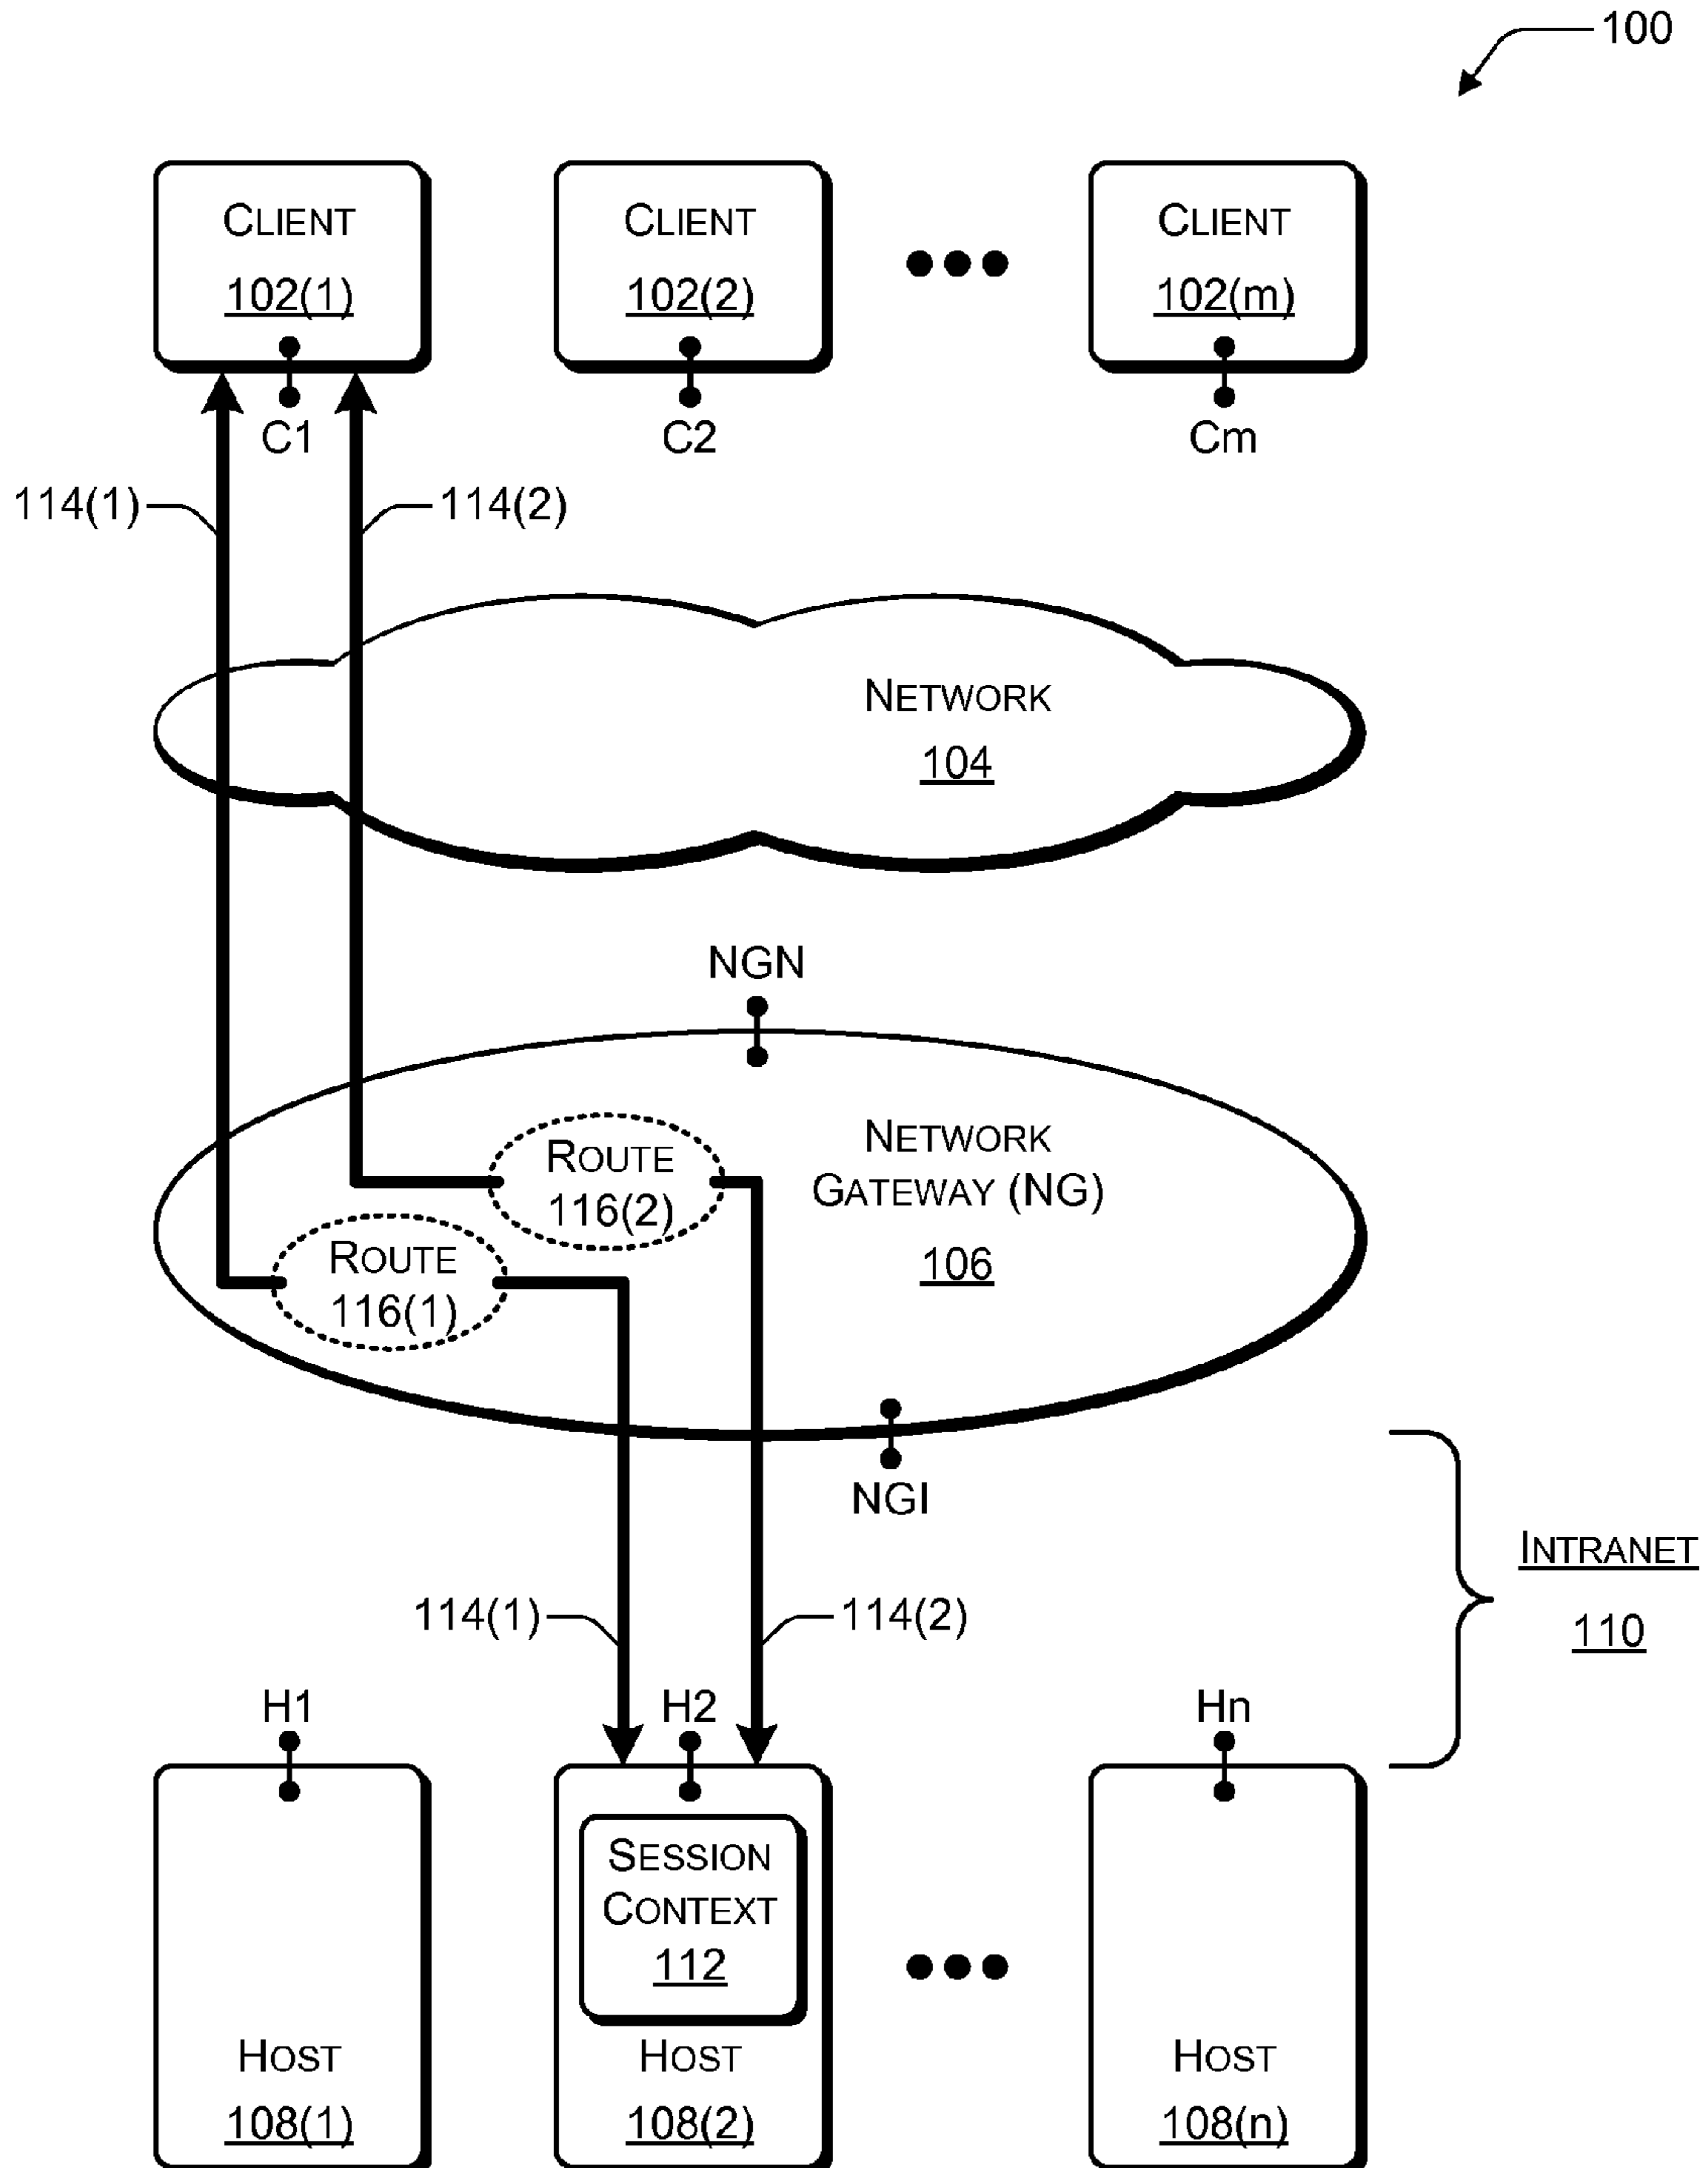 100
CLIENT
102(1)
CLIENT
102(2)
CLIENT
102(m)
C1
C2
Cm
114(1)
114(2)
NETWORK
104
NGN
NETWORK
GATEWAY (NG)
106
ROUTE
116(2)
ROUTE
116(1)
NGI
INTRANET
110
114(1)
114(2)
H1
H2
Hn
SESSION
CONTEXT
112
HOST
108(1)
HOST
108(2)
HOST
108(n)